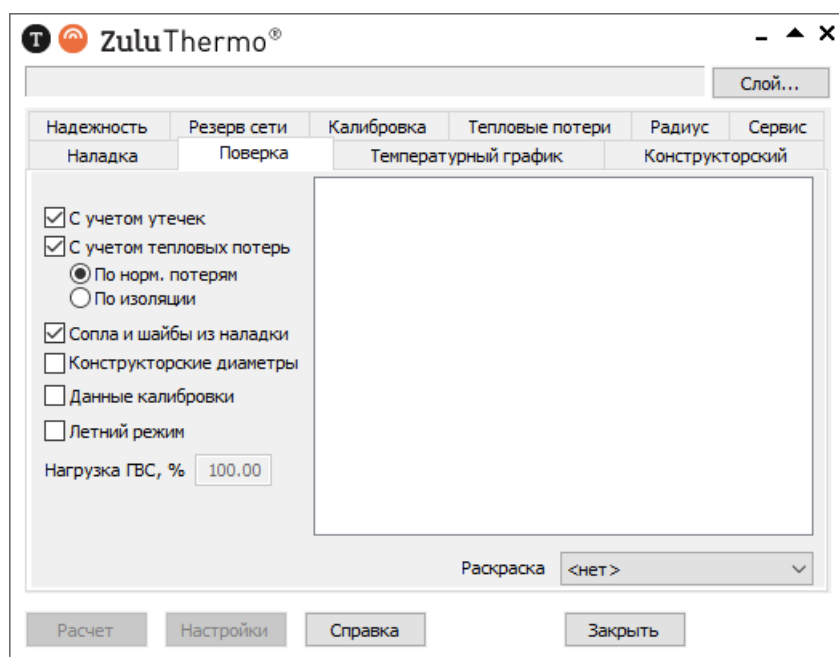 T ZuluThermo®
Слой...
Надежность Резерв сети Калибровка Тепловые потери Радиус Сервис
Наладка Поверка Температурный график Конструкторский
С учетом утечек
С учетом тепловых потерь
По норм. потерям
По изоляции
Сопла и шайбы из наладки
Конструкторские диаметры
Данные калибровки
Летний режим
Нагрузка ГВС, % 100.00
Раскраска <нет>
Расчет Настройки Справка Закрыть